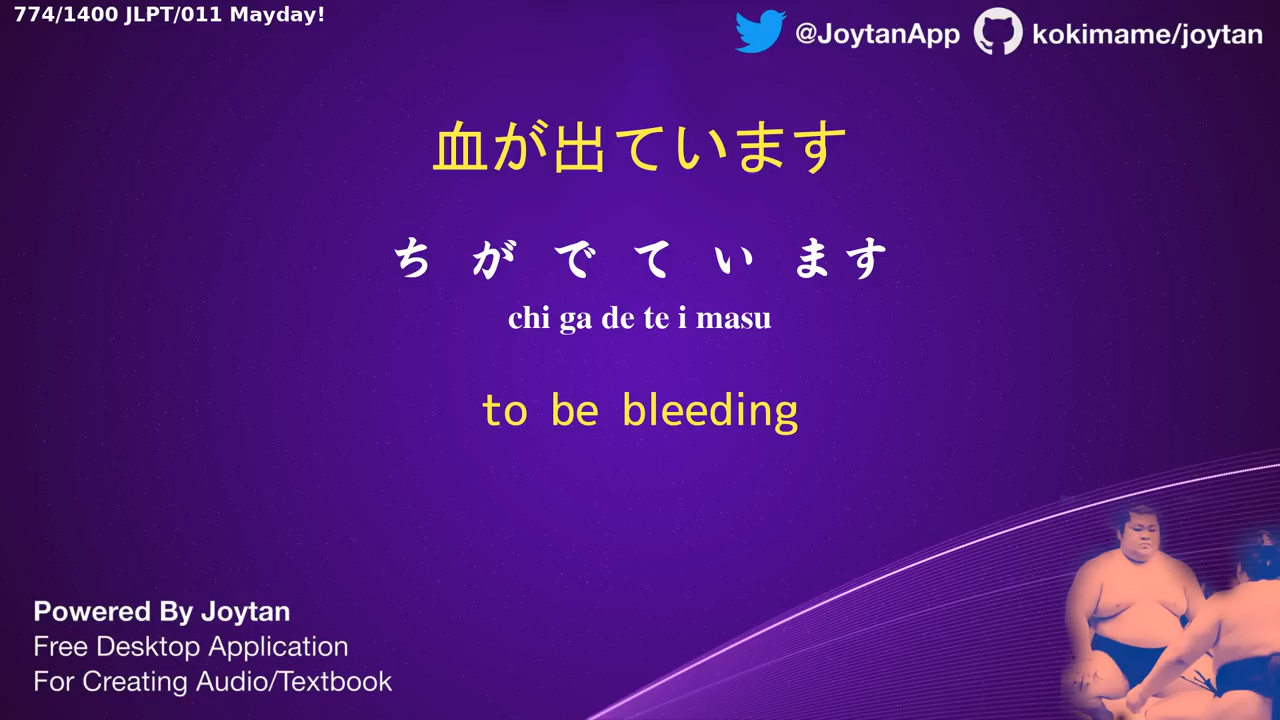 774/1400 JLPT/011 Mayday!
@JoytanApp kokimame/joytan
血が出ています
ち が で て い ます
chi ga de te i masu
to be bleeding
Powered By Joytan
Free Desktop Application
For Creating Audio/Textbook